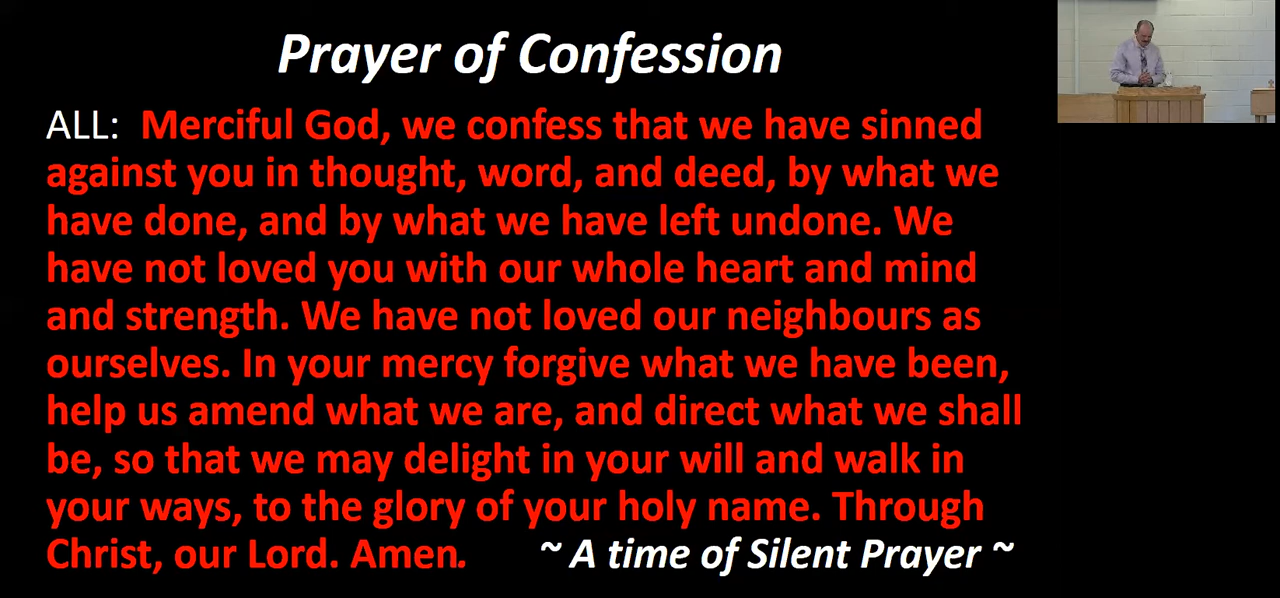 Prayer of Confession
ALL: Merciful God, we confess that we have sinned
against you in thought, word, and deed, by what we
have done, and by what we have left undone. We
have not loved you with our whole heart and mind
and strength. We have not loved our neighbours as
ourselves. In your mercy forgive what we have been,
help us amend what we are, and direct what we shall
be, so that we may delight in your will and walk in
your ways, to the glory of your holy name. Through
Christ, our Lord. Amen. ~ A time of Silent Prayer ~